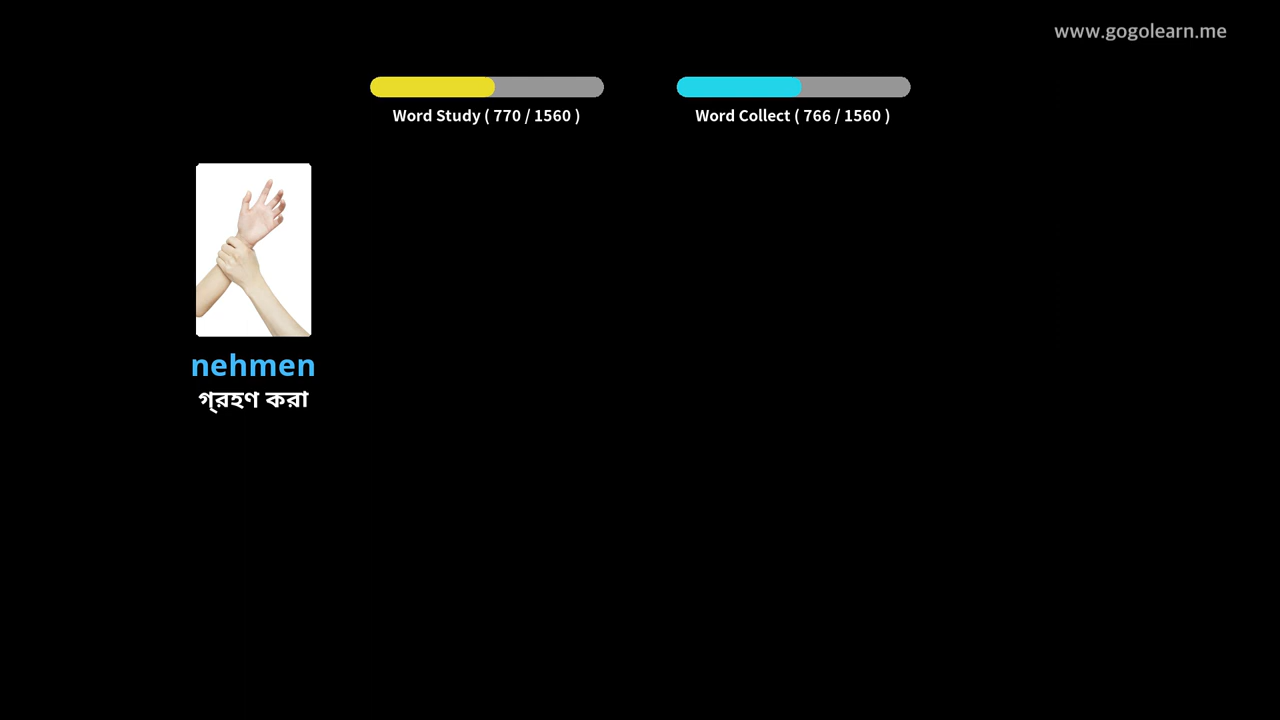 www.gogolearn.me
Word Study ( 770 / 1560 )
Word Collect ( 766 / 1560 )
nehmen
গ্রহণ করা